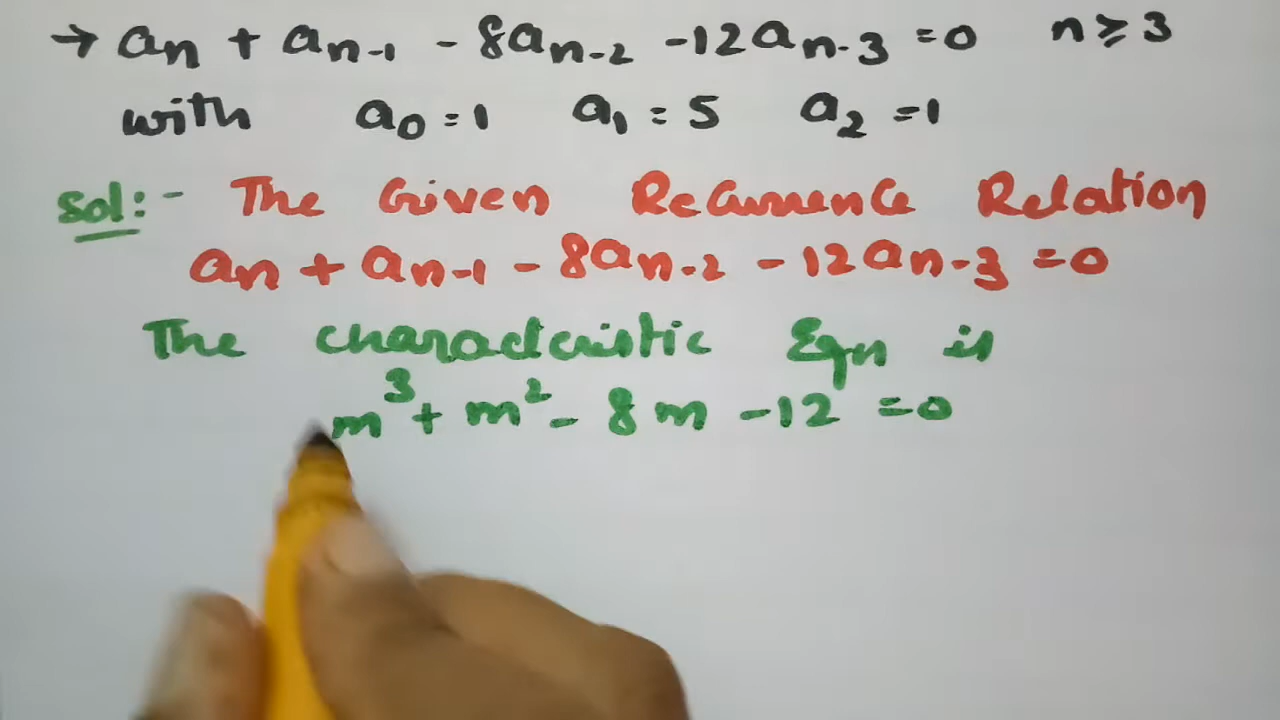 → aₙ + aₙ₋₁ - 8aₙ₋₂ -12aₙ₋₃ =0 n ≥ 3
with a₀ =1 a₁ = 5 a₂ =1
Sol:- The Given Recurrence Relation
aₙ + aₙ₋₁ - 8aₙ₋₂ - 12aₙ₋₃ =0
The characteristic Eqn is
m³ + m² - 8m -12 =0